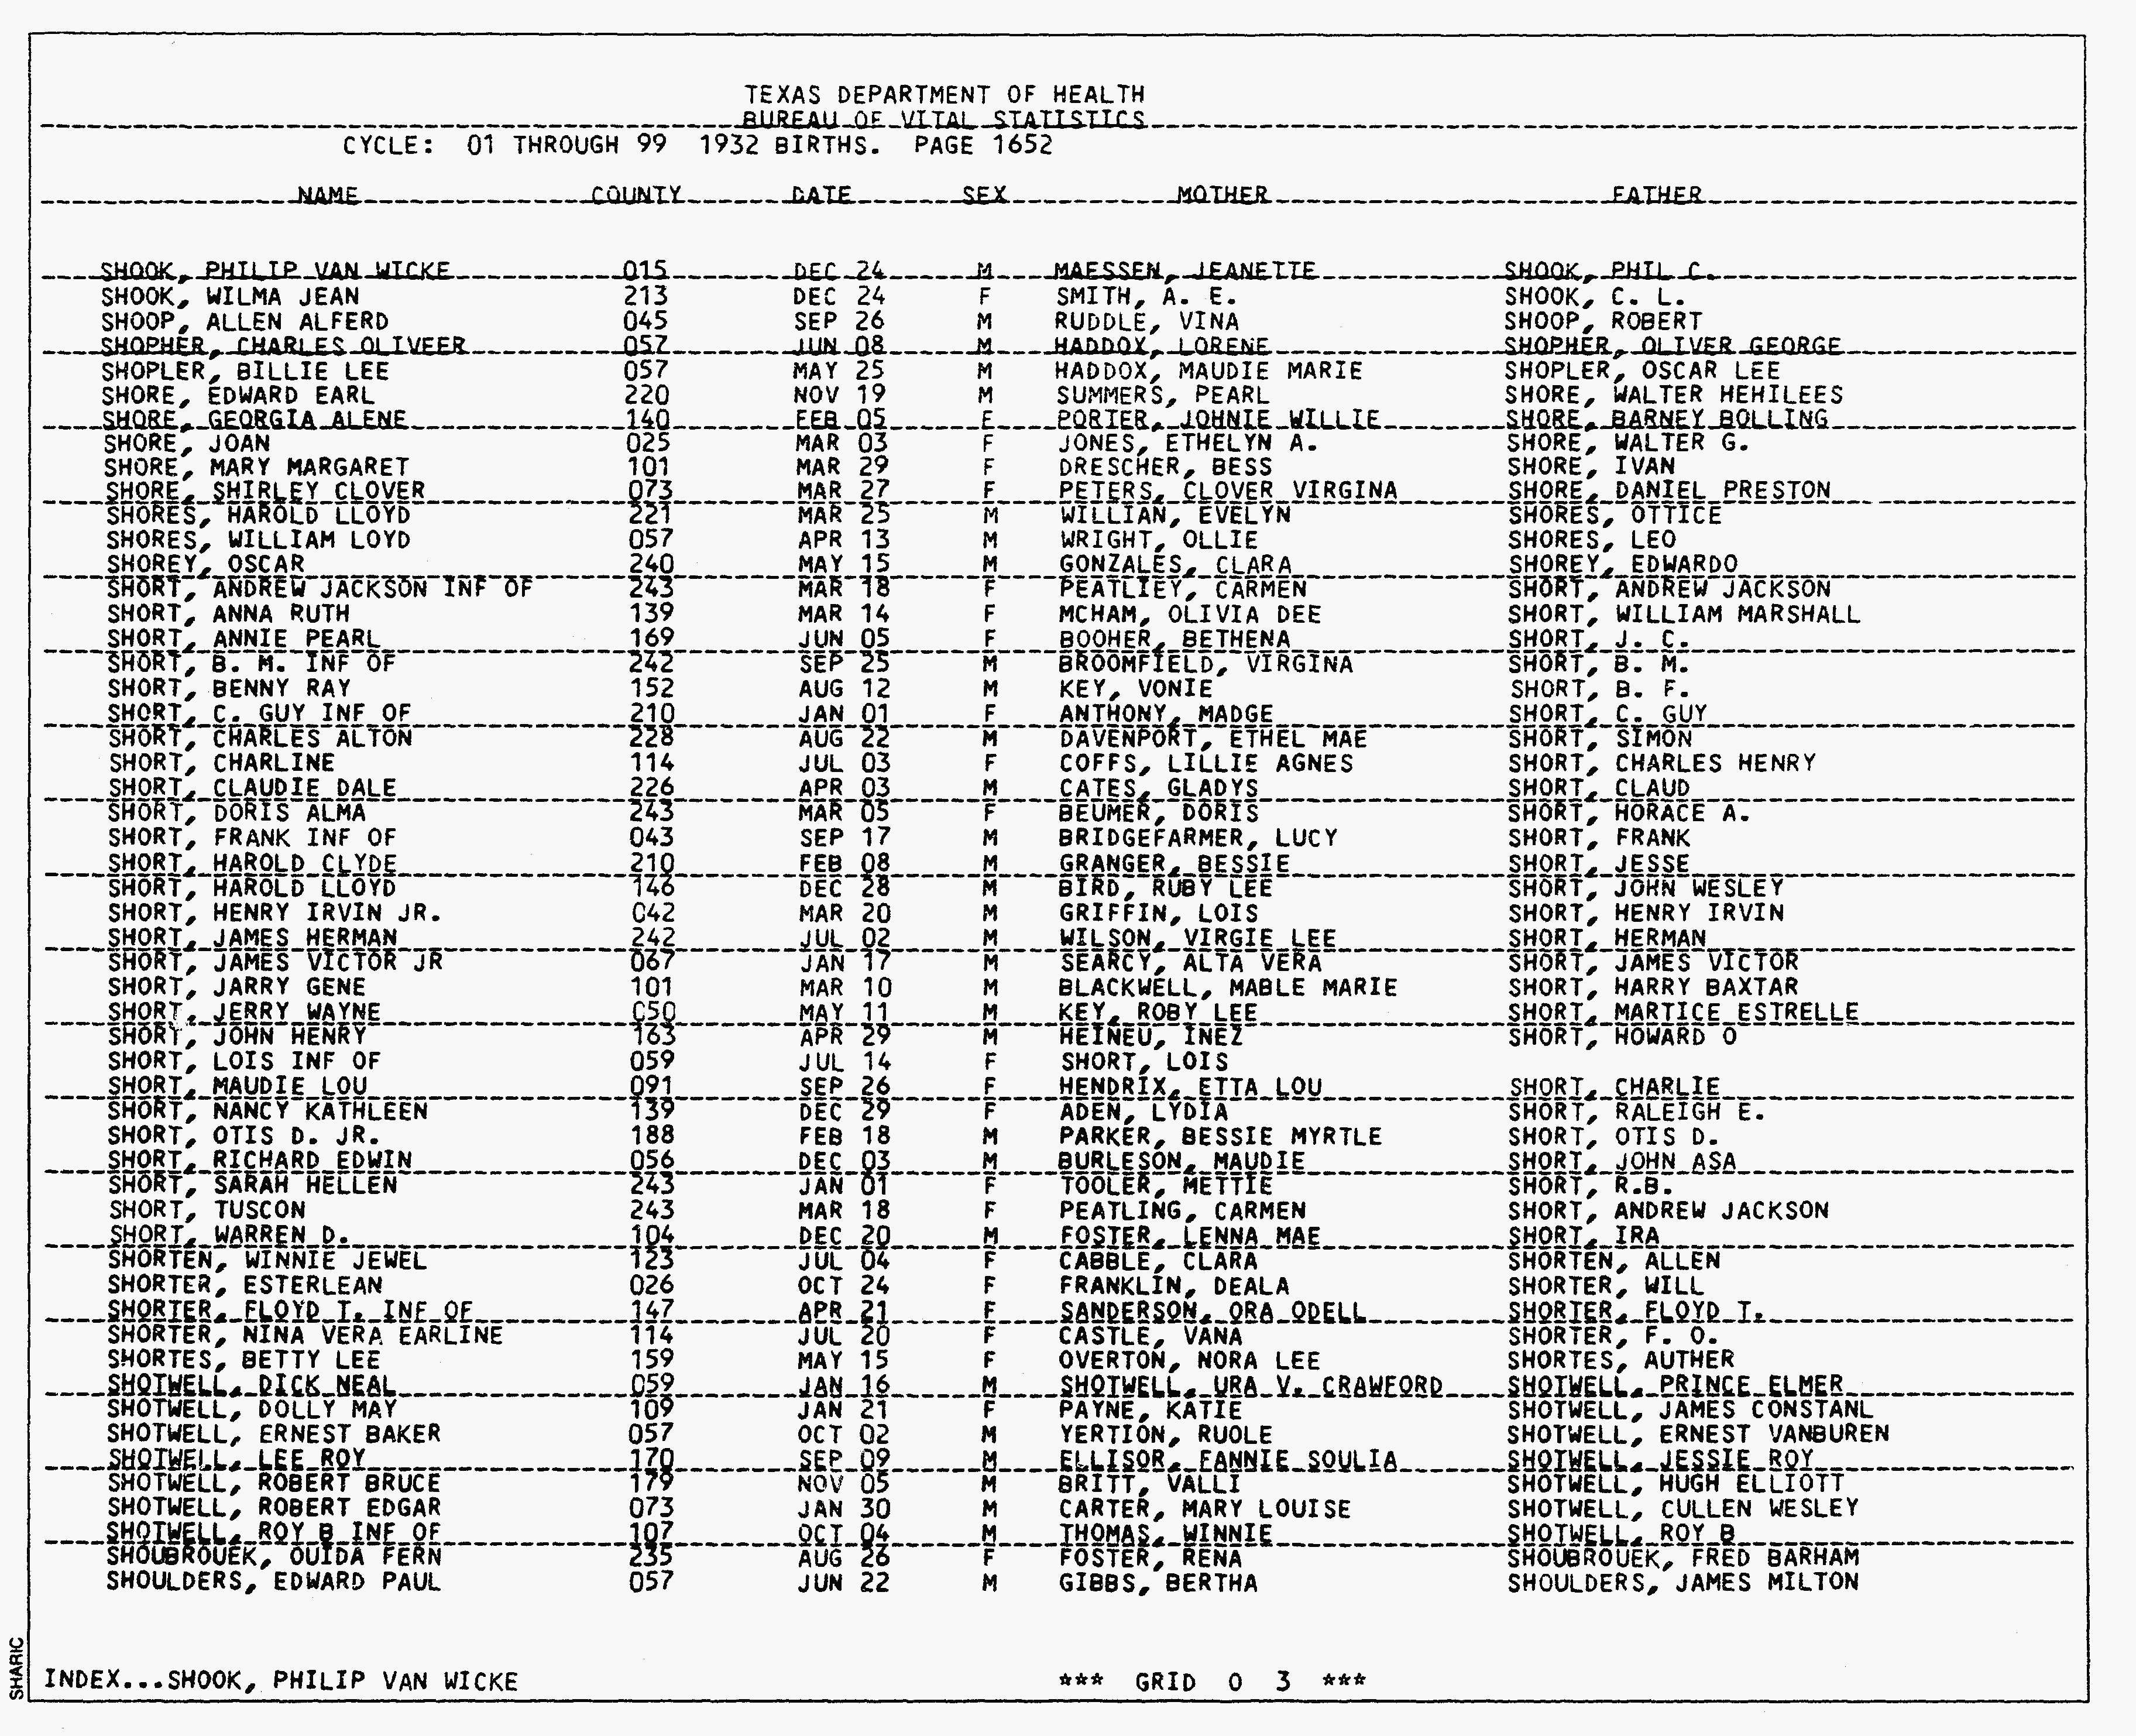 TEXAS DEPARTMENT OF HEALTH
BUREAU OF VITAL STATISTICS
CYCLE: 01 THROUGH 99 1932 BIRTHS. PAGE 1652
NAME COUNTY DATE SEX MOTHER FATHER
SHOOK, PHILIP VAN WICKE 015 DEC 24 M MAESSEN, JEANETTE SHOOK, PHIL C.
SHOOK, WILMA JEAN 213 DEC 24 F SMITH, A. E. SHOOK, C. L.
SHOOP, ALLEN ALFERD 045 SEP 26 M RUDDLE, VINA SHOOP, ROBERT
SHOPHER, CHARLES OLIVEER 057 JUN 08 M HADDOX, LORENE SHOPHER, OLIVER GEORGE
SHOPLER, BILLIE LEE 057 MAY 25 M HADDOX, MAUDIE MARIE SHOPLER, OSCAR LEE
SHORE, EDWARD EARL 220 NOV 19 M SUMMERS, PEARL SHORE, WALTER HEHILEES
SHORE, GEORGIA ALENE 140 FEB 05 F PORTER, JOHNIE WILLIE SHORE, BARNEY BOLLING
SHORE, JOAN 025 MAR 03 F JONES, ETHELYN A. SHORE, WALTER G.
SHORE, MARY MARGARET 101 MAR 29 F DRESCHER, BESS SHORE, IVAN
SHORE, SHIRLEY CLOVER 073 MAR 27 F PETERS, CLOVER VIRGINA SHORE, DANIEL PRESTON
SHORES, HAROLD LLOYD 221 MAR 25 M WILLIAN, EVELYN SHORES, OTTICE
SHORES, WILLIAM LOYD 057 APR 13 M WRIGHT, OLLIE SHORES, LEO
SHOREY, OSCAR 240 MAY 15 M GONZALES, CLARA SHOREY, EDWARDO
SHORT, ANDREW JACKSON INF OF 243 MAR 18 F PEATLIEY, CARMEN SHORT, ANDREW JACKSON
SHORT, ANNA RUTH 139 MAR 14 F MCHAM, OLIVIA DEE SHORT, WILLIAM MARSHALL
SHORT, ANNIE PEARL 169 JUN 05 F BOOHER, BETHENA SHORT, J. C.
SHORT, B. M. INF OF 242 SEP 25 M BROOMFIELD, VIRGINA SHORT, B. M.
SHORT, BENNY RAY 152 AUG 12 M KEY, VONIE SHORT, B. F.
SHORT, C. GUY INF OF 210 JAN 01 F ANTHONY, MADGE SHORT, C. GUY
SHORT, CHARLES ALTON 228 AUG 22 M DAVENPORT, ETHEL MAE SHORT, SIMON
SHORT, CHARLINE 114 JUL 03 F COFFS, LILLIE AGNES SHORT, CHARLES HENRY
SHORT, CLAUDIE DALE 226 APR 03 M CATES, GLADYS SHORT, CLAUD
SHORT, DORIS ALMA 243 MAR 05 F BEUMER, DORIS SHORT, HORACE A.
SHORT, FRANK INF OF 043 SEP 17 M BRIDGEFARMER, LUCY SHORT, FRANK
SHORT, HAROLD CLYDE 210 FEB 08 M GRANGER, BESSIE SHORT, JESSE
SHORT, HAROLD LLOYD 146 DEC 28 M BIRD, RUBY LEE SHORT, JOHN WESLEY
SHORT, HENRY IRVIN JR. 042 MAR 20 M GRIFFIN, LOIS SHORT, HENRY IRVIN
SHORT, JAMES HERMAN 242 JUL 02 M WILSON, VIRGIE LEE SHORT, HERMAN
SHORT, JAMES VICTOR JR 067 JAN 17 M SEARCY, ALTA VERA SHORT, JAMES VICTOR
SHORT, JARRY GENE 101 MAR 10 M BLACKWELL, MABLE MARIE SHORT, HARRY BAXTAR
SHORT, JERRY WAYNE 050 MAY 11 M KEY, ROBY LEE SHORT, MARTICE ESTRELLE
SHORT, JOHN HENRY 163 APR 29 M HEINEU, INEZ SHORT, HOWARD O
SHORT, LOIS INF OF 059 JUL 14 F SHORT, LOIS
SHORT, MAUDIE LOU 091 SEP 26 F HENDRIX, ETTA LOU SHORT, CHARLIE
SHORT, NANCY KATHLEEN 139 DEC 29 F ADEN, LYDIA SHORT, RALEIGH E.
SHORT, OTIS D. JR. 188 FEB 18 M PARKER, BESSIE MYRTLE SHORT, OTIS D.
SHORT, RICHARD EDWIN 056 DEC 03 M BURLESON, MAUDIE SHORT, JOHN ASA
SHORT, SARAH HELLEN 243 JAN 01 F TOOLER, METTIE SHORT, R.B.
SHORT, TUSCON 243 MAR 18 F PEATLING, CARMEN SHORT, ANDREW JACKSON
SHORT, WARREN D. 104 DEC 20 M FOSTER, LENNA MAE SHORT, IRA
SHORTEN, WINNIE JEWEL 123 JUL 04 F CABBLE, CLARA SHORTEN, ALLEN
SHORTER, ESTERLEAN 026 OCT 24 F FRANKLIN, DEALA SHORTER, WILL
SHORTER, FLOYD T. INF OF 147 APR 21 F SANDERSON, ORA ODELL SHORTER, FLOYD T.
SHORTER, NINA VERA EARLINE 114 JUL 20 F CASTLE, VANA SHORTER, F. O.
SHORTES, BETTY LEE 159 MAY 15 F OVERTON, NORA LEE SHORTES, AUTHER
SHOTWELL, DICK NEAL 059 JAN 16 M SHOTWELL, URA V. CRAWFORD SHOTWELL, PRINCE ELMER
SHOTWELL, DOLLY MAY 109 JAN 21 F PAYNE, KATIE SHOTWELL, JAMES CONSTANL
SHOTWELL, ERNEST BAKER 057 OCT 02 M YERTION, RUOLE SHOTWELL, ERNEST VANBUREN
SHOTWELL, LEE ROY 170 SEP 09 M ELLISOR, FANNIE SOULIA SHOTWELL, JESSIE ROY
SHOTWELL, ROBERT BRUCE 179 NOV 05 M BRITT, VALLI SHOTWELL, HUGH ELLIOTT
SHOTWELL, ROBERT EDGAR 073 JAN 30 M CARTER, MARY LOUISE SHOTWELL, CULLEN WESLEY
SHOTWELL, ROY B INF OF 107 OCT 04 M THOMAS, WINNIE SHOTWELL, ROY B
SHOUBROUEK, OUIDA FERN 235 AUG 26 F FOSTER, RENA SHOUBROUEK, FRED BARHAM
SHOULDERS, EDWARD PAUL 057 JUN 22 M GIBBS, BERTHA SHOULDERS, JAMES MILTON
SHARIC
INDEX...SHOOK, PHILIP VAN WICKE *** GRID O 3 ***